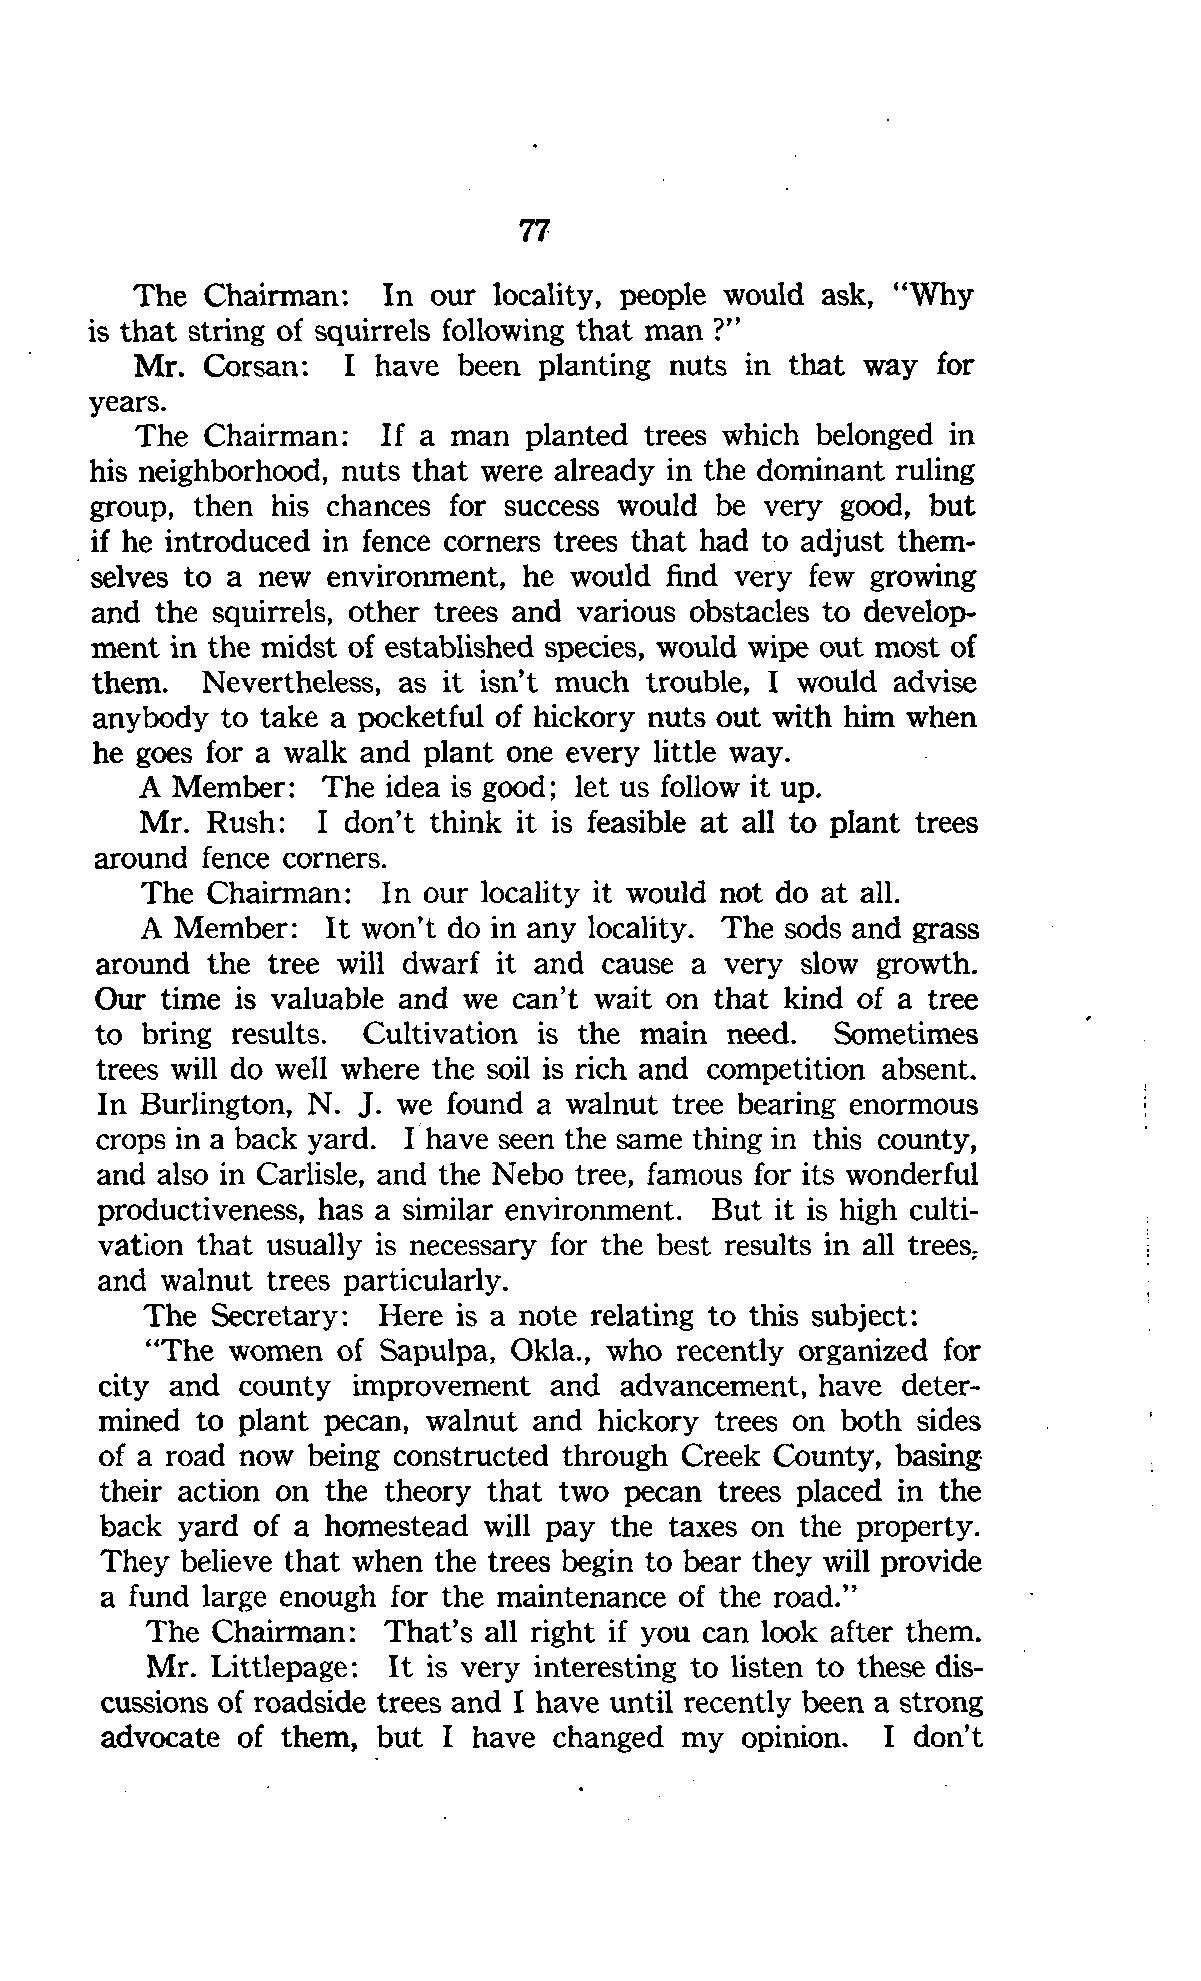 77
The Chairman: In our locality, people would ask, "Why
is that string of squirrels following that man ?"
Mr. Corsan: I have been planting nuts in that way for
years.
The Chairman: If a man planted trees which belonged in
his neighborhood, nuts that were already in the dominant ruling
group, then his chances for success would be very good, but
if he introduced in fence corners trees that had to adjust them-
selves to a new environment, he would find very few growing
and the squirrels, other trees and various obstacles to develop-
ment in the midst of established species, would wipe out most of
them. Nevertheless, as it isn't much trouble, I would advise
anybody to take a pocketful of hickory nuts out with him when
he goes for a walk and plant one every little way.
A Member: The idea is good; let us follow it up.
Mr. Rush: I don't think it is feasible at all to plant trees
around fence corners.
The Chairman: In our locality it would not do at all.
A Member: It won't do in any locality. The sods and grass
around the tree will dwarf it and cause a very slow growth.
Our time is valuable and we can't wait on that kind of a tree
to bring results. Cultivation is the main need. Sometimes
trees will do well where the soil is rich and competition absent.
In Burlington, N. J. we found a walnut tree bearing enormous
crops in a back yard. I have seen the same thing in this county,
and also in Carlisle, and the Nebo tree, famous for its wonderful
productiveness, has a similar environment. But it is high culti-
vation that usually is necessary for the best results in all trees,
and walnut trees particularly.
The Secretary: Here is a note relating to this subject:
"The women of Sapulpa, Okla., who recently organized for
city and county improvement and advancement, have deter-
mined to plant pecan, walnut and hickory trees on both sides
of a road now being constructed through Creek County, basing
their action on the theory that two pecan trees placed in the
back yard of a homestead will pay the taxes on the property.
They believe that when the trees begin to bear they will provide
a fund large enough for the maintenance of the road."
The Chairman: That's all right if you can look after them.
Mr. Littlepage: It is very interesting to listen to these dis-
cussions of roadside trees and I have until recently been a strong
advocate of them, but I have changed my opinion. I don't